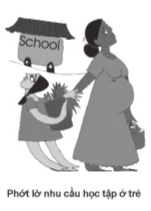 School
Phớt lờ nhu cầu học tập ở trẻ